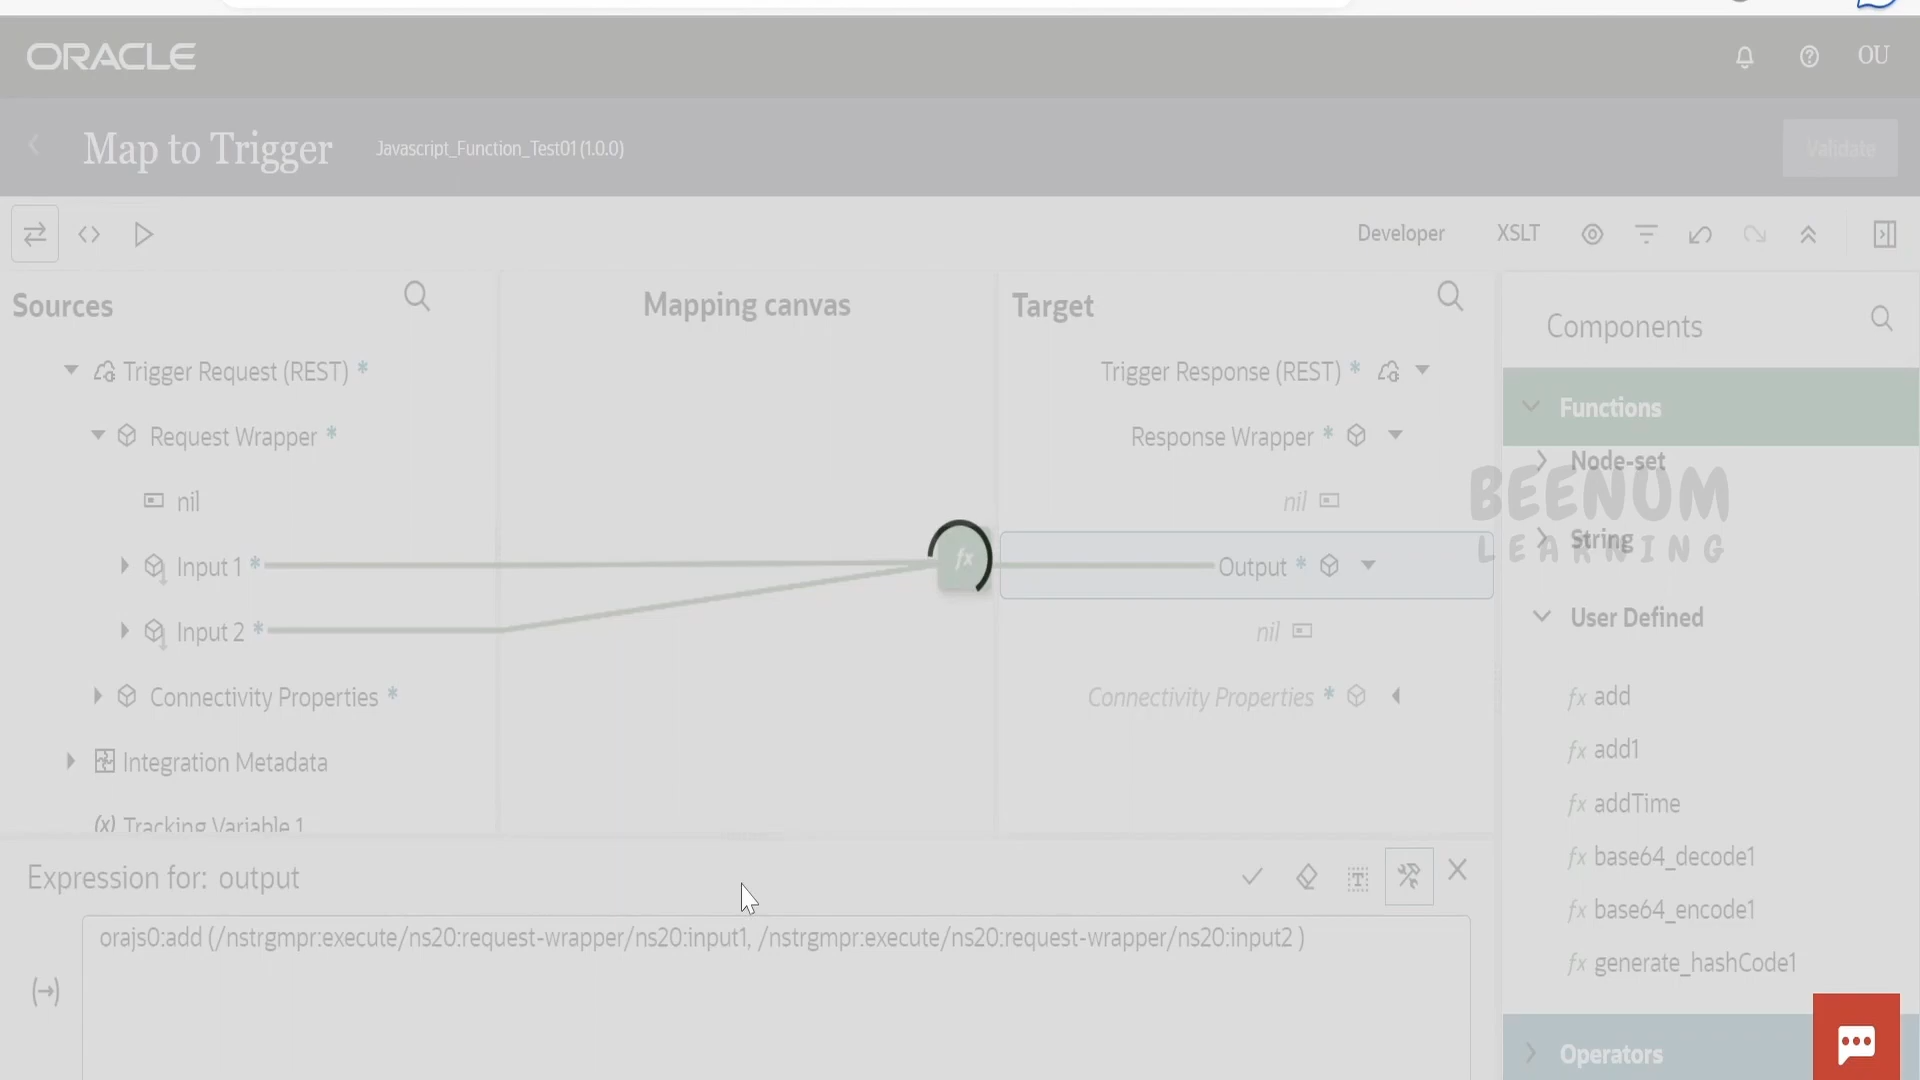 ORACLE
OU
Map to Trigger
Javascript_Function_Test01 (1.0.0)
Validate
Developer
XSLT
Sources
Mapping canvas
Target
Components
Trigger Request (REST) *
Trigger Response (REST) *
Functions
Request Wrapper *
Response Wrapper *
Node-set
BEENUM
LEARNING
nil
nil
String
Input 1 *
fx
Output *
Input 2 *
nil
User Defined
Connectivity Properties *
Connectivity Properties *
fx add
fx add1
Integration Metadata
fx addTime
(x) Tracking Variable 1
fx base64_decode1
Expression for: output
fx base64_encode1
orajs0:add (/nstrgmpr:execute/ns20:request-wrapper/ns20:input1, /nstrgmpr:execute/ns20:request-wrapper/ns20:input2 )
fx generate_hashCode1
Operators